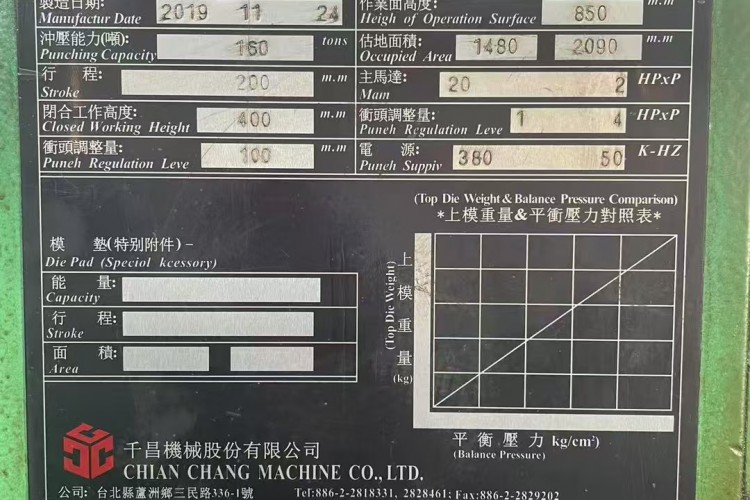 製造日期: 2019 11 24
Manufactur Date
作業面高度: 850 m.m
Heigh of Operation Surface
沖壓能力(噸): 160 tons
Punching Capacity
估地面積: 1480 2090 m.m
Occupied Area
行 程: 200 m.m
Stroke
主馬達: 20 2 HPxP
Mam
閉合工作高度: 400 m.m
Closed Working Height
衝頭調整量: 1 4 HPxP
Puneh Rcgulation Leve
衝頭調整量: 100 m.m
Puneh Regulation Leve
電 源: 380 50 K-HZ
Punch Suppiv
模 墊(特別附件)-
Die Pad (Speciol kcessory)
能 量:
Capacity
行 程:
Stroke
面 積:
Area
(Top Die Weight & Balance Pressure Comparison)
*上模重量&平衡壓力對照表*
上模重量
(Top Die Weight)
(kg)
平衡壓力 kg/cm²)
(Balance Pressure)
千昌機械股份有限公司
CHIAN CHANG MACHINE CO.,LTD.
公司: 台北縣蘆洲鄉三民路336-1號 Tel:886-2-2818331, 2828461; Fax:886-2-2829202